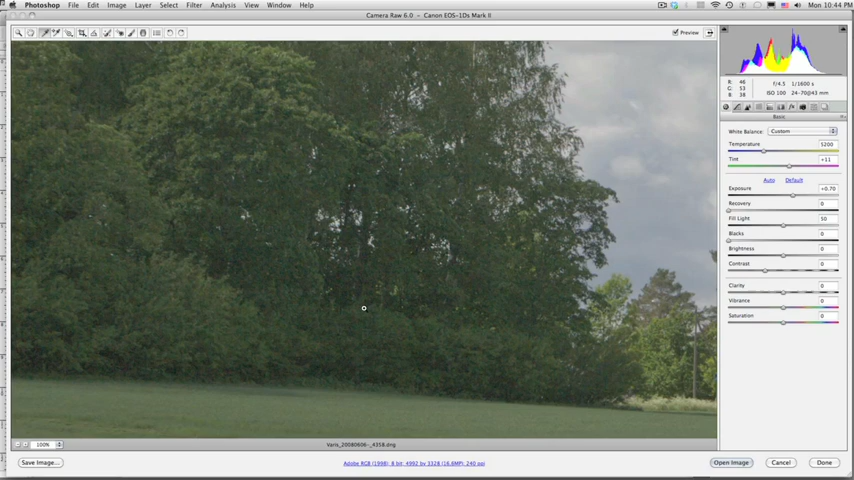 Photoshop File Edit Image Layer Select Filter Analysis View Window Help Mon 10:44 PM
Camera Raw 6.0 - Canon EOS-1Ds Mark II
Preview
R: 46
G: 53
B: 38
f/4.5 1/1600 s
ISO 100 24-70@43 mm
Basic
White Balance: Custom
Temperature 5200
Tint +11
Auto Default
Exposure +0.70
Recovery 0
Fill Light 50
Blacks 0
Brightness 0
Contrast 0
Clarity 0
Vibrance 0
Saturation 0
100%
Varis_20080606-_4358.dng
Save Image...
Adobe RGB (1998); 8 bit; 4992 by 3328 (16.6MP); 240 ppi
Open Image Cancel Done